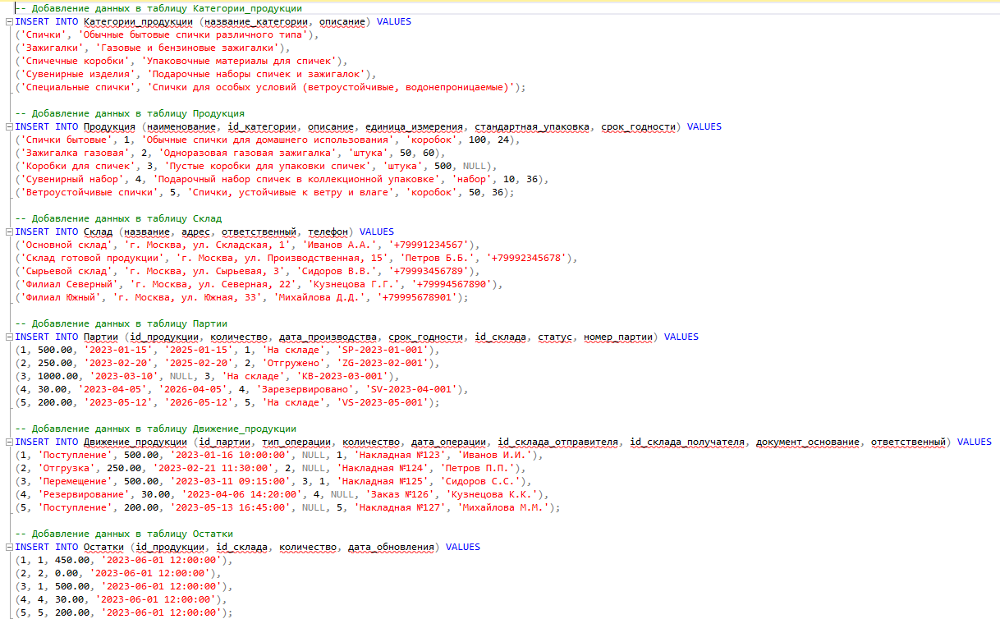 -- Добавление данных в таблицу Категории_продукции
INSERT INTO Категории_продукции (название_категории, описание) VALUES
('Спички', 'Обычные бытовые спички различного типа'),
('Зажигалки', 'Газовые и бензиновые зажигалки'),
('Спичечные коробки', 'Упаковочные материалы для спичек'),
('Сувенирные изделия', 'Подарочные наборы спичек и зажигалок'),
('Специальные спички', 'Спички для особых условий (ветроустойчивые, водонепроницаемые)');
-- Добавление данных в таблицу Продукция
INSERT INTO Продукция (наименование, id_категории, описание, единица_измерения, стандартная_упаковка, срок_годности) VALUES
('Спички бытовые', 1, 'Обычные спички для домашнего использования', 'коробок', 100, 24),
('Зажигалка газовая', 2, 'Одноразовая газовая зажигалка', 'штука', 50, 60),
('Коробки для спичек', 3, 'Пустые коробки для упаковки спичек', 'штука', 500, NULL),
('Сувенирный набор', 4, 'Подарочный набор спичек в коллекционной упаковке', 'набор', 10, 36),
('Ветроустойчивые спички', 5, 'Спички, устойчивые к ветру и влаге', 'коробок', 50, 36);
-- Добавление данных в таблицу Склад
INSERT INTO Склад (название, адрес, ответственный, телефон) VALUES
('Основной склад', 'г. Москва, ул. Складская, 1', 'Иванов А.А.', '+79991234567'),
('Склад готовой продукции', 'г. Москва, ул. Производственная, 15', 'Петров Б.Б.', '+79992345678'),
('Сырьевой склад', 'г. Москва, ул. Сырьевая, 3', 'Сидоров В.В.', '+79993456789'),
('Филиал Северный', 'г. Москва, ул. Северная, 22', 'Кузнецова Г.Г.', '+79994567890'),
('Филиал Южный', 'г. Москва, ул. Южная, 33', 'Михайлова Д.Д.', '+79995678901');
-- Добавление данных в таблицу Партии
INSERT INTO Партии (id_продукции, количество, дата_производства, срок_годности, id_склада, статус, номер_партии) VALUES
(1, 500.00, '2023-01-15', '2025-01-15', 1, 'На складе', 'SP-2023-01-001'),
(2, 250.00, '2023-02-20', '2025-02-20', 2, 'Отгружено', 'ZG-2023-02-001'),
(3, 1000.00, '2023-03-10', NULL, 3, 'На складе', 'KB-2023-03-001'),
(4, 30.00, '2023-04-05', '2026-04-05', 4, 'Зарезервировано', 'SV-2023-04-001'),
(5, 200.00, '2023-05-12', '2026-05-12', 5, 'На складе', 'VS-2023-05-001');
-- Добавление данных в таблицу Движение_продукции
INSERT INTO Движение_продукции (id_партии, тип_операции, количество, дата_операции, id_склада_отправителя, id_склада_получателя, документ_основание, ответственный) VALUES
(1, 'Поступление', 500.00, '2023-01-16 10:00:00', NULL, 1, 'Накладная №123', 'Иванов И.И.'),
(2, 'Отгрузка', 250.00, '2023-02-21 11:30:00', 2, NULL, 'Накладная №124', 'Петров П.П.'),
(3, 'Перемещение', 500.00, '2023-03-11 09:15:00', 3, 1, 'Накладная №125', 'Сидоров С.С.'),
(4, 'Резервирование', 30.00, '2023-04-06 14:20:00', 4, NULL, 'Заказ №126', 'Кузнецова К.К.'),
(5, 'Поступление', 200.00, '2023-05-13 16:45:00', NULL, 5, 'Накладная №127', 'Михайлова М.М.');
-- Добавление данных в таблицу Остатки
INSERT INTO Остатки (id_продукции, id_склада, количество, дата_обновления) VALUES
(1, 1, 450.00, '2023-06-01 12:00:00'),
(2, 2, 0.00, '2023-06-01 12:00:00'),
(3, 1, 500.00, '2023-06-01 12:00:00'),
(4, 4, 30.00, '2023-06-01 12:00:00'),
(5, 5, 200.00, '2023-06-01 12:00:00');